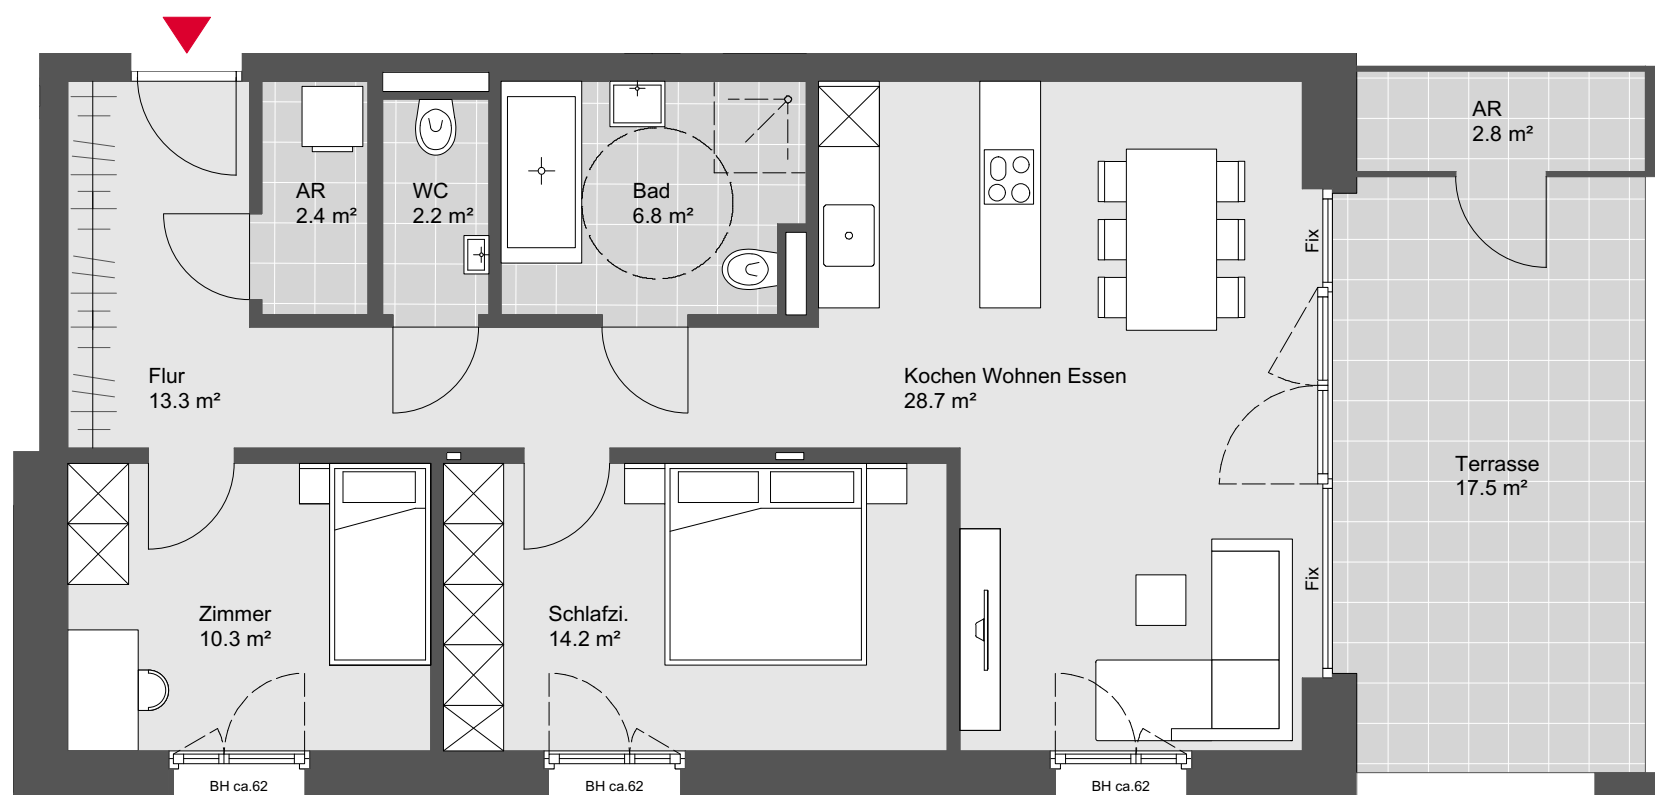 AR
2.8 m²
AR
2.4 m²
WC
2.2 m²
Bad
6.8 m²
Fix
Flur
13.3 m²
Kochen Wohnen Essen
28.7 m²
Terrasse
17.5 m²
Fix
Zimmer
10.3 m²
Schlafzi.
14.2 m²
BH ca.62
BH ca.62
BH ca.62